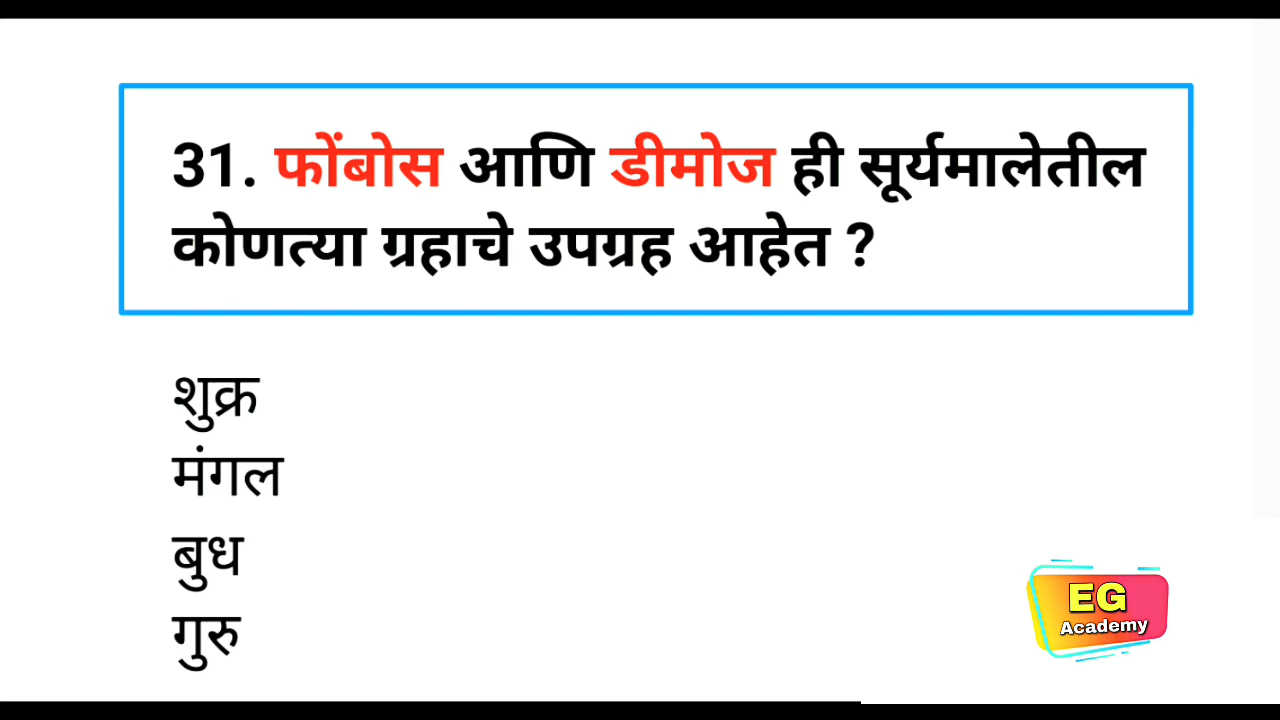 31. फोंबोस आणि डीमोज ही सूर्यमालेतील
कोणत्या ग्रहाचे उपग्रह आहेत ?
शुक्र
मंगल
बुध
गुरु
EG
Academy